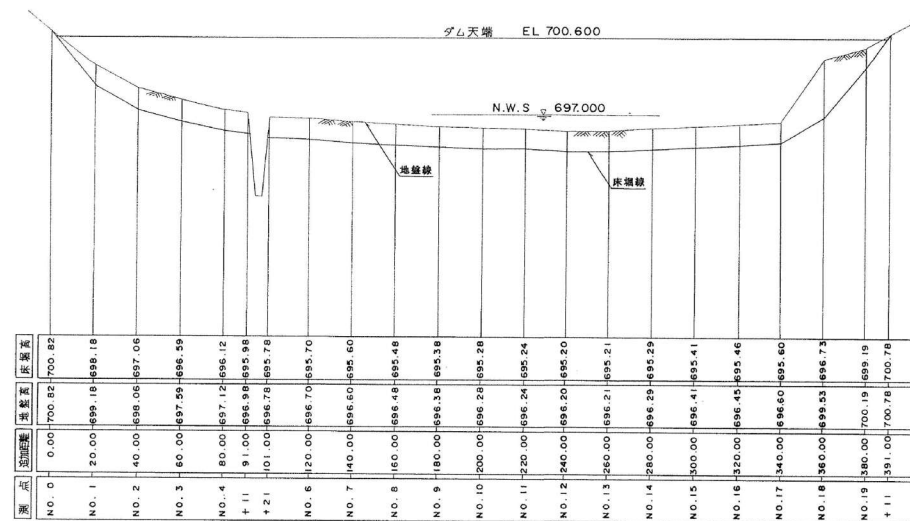 ダム天端 EL 700.600
N.W.S ▽ 697.000
地盤線
床堀線
床堀高 700.82 698.18 697.06 696.59 696.12 695.98 695.78 695.70 695.60 695.48 695.38 695.28 695.24 695.20 695.21 695.29 695.41 695.46 695.60 696.73 699.19 700.78
地盤高 700.82 699.18 698.06 697.59 697.12 696.98 696.78 696.70 696.60 696.48 696.38 696.28 696.24 696.20 696.21 696.29 696.41 696.45 696.60 699.53 700.19 700.78
追加距離 0.00 20.00 40.00 60.00 80.00 91.00 101.00 120.00 140.00 160.00 180.00 200.00 220.00 240.00 260.00 280.00 300.00 320.00 340.00 360.00 380.00 391.00
測点 NO. 0 NO. 1 NO. 2 NO. 3 NO. 4 +11 +21 NO. 6 NO. 7 NO. 8 NO. 9 NO. 10 NO. 11 NO. 12 NO. 13 NO. 14 NO. 15 NO. 16 NO. 17 NO. 18 NO. 19 +11